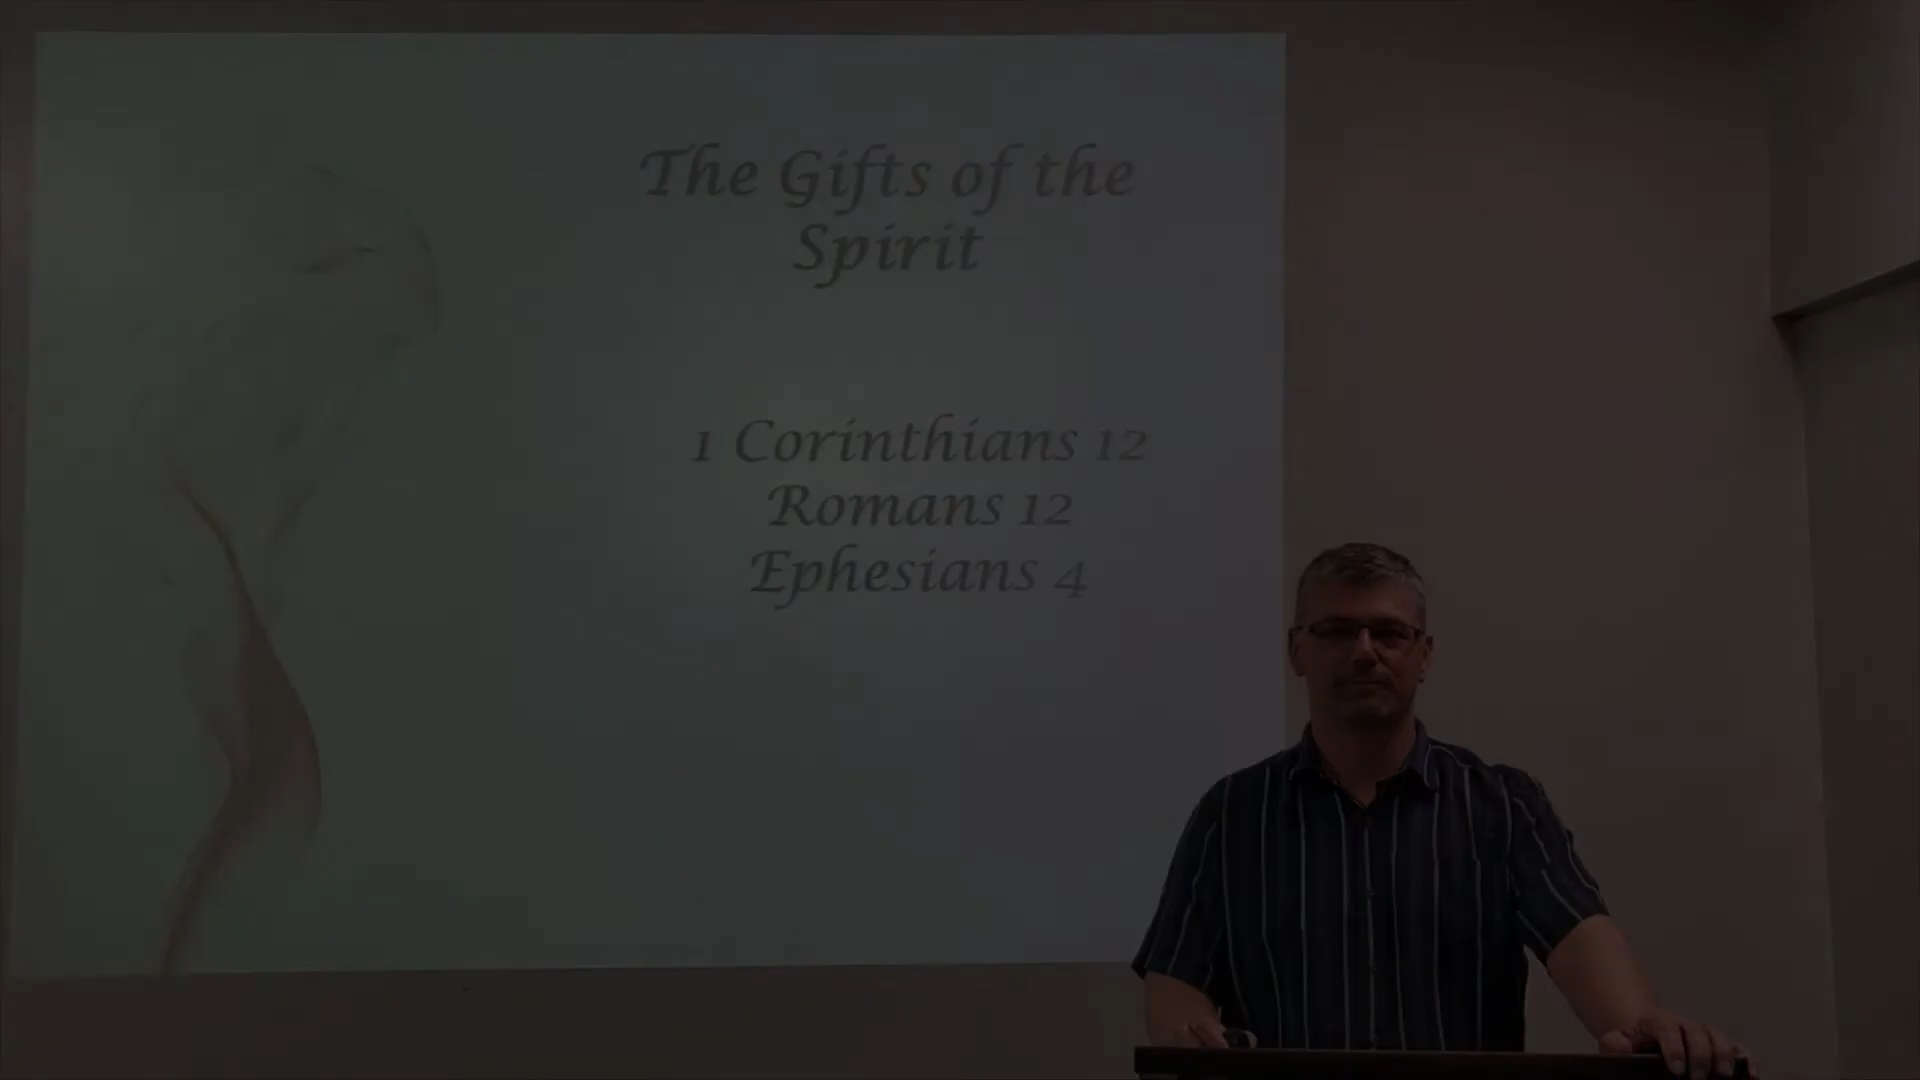 The Gifts of the
Spirit
1 Corinthians 12
Romans 12
Ephesians 4